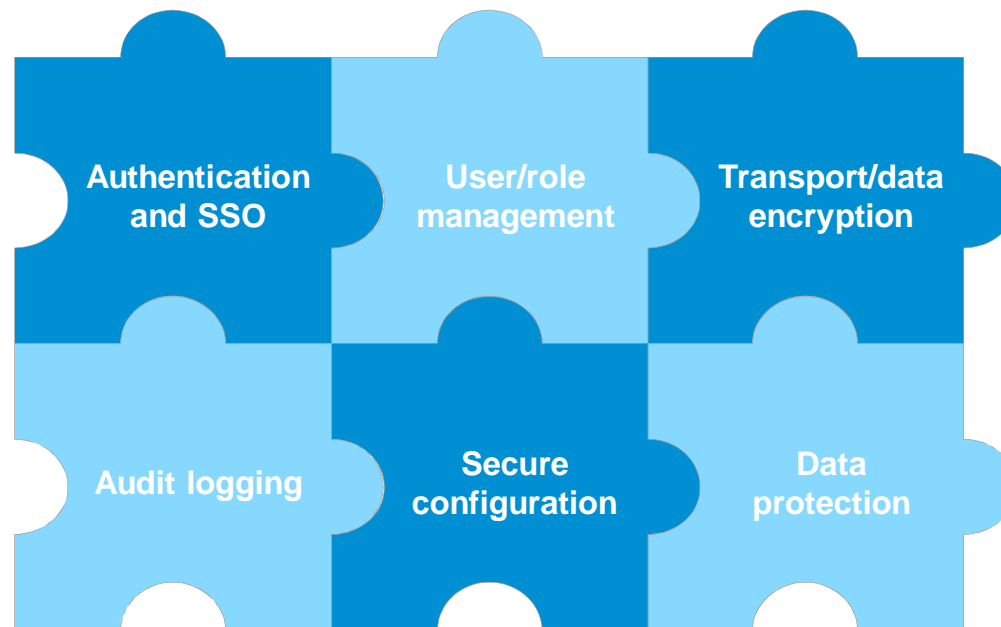 Authentication
and SSO
User/role
management
Transport/data
encryption
Audit logging
Secure
configuration
Data
protection